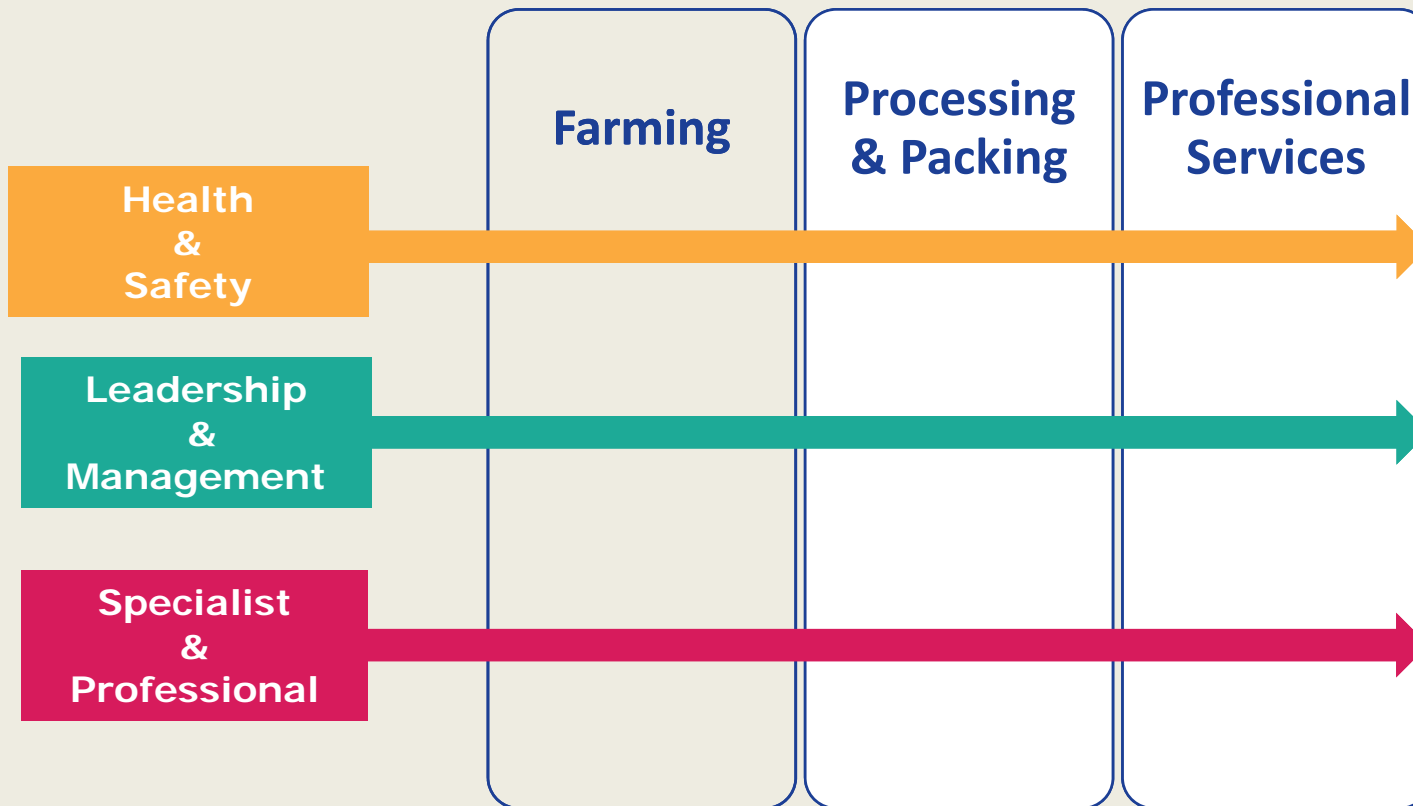 Farming
Processing
& Packing
Professional
Services
Health
&
Safety
Leadership
&
Management
Specialist
&
Professional